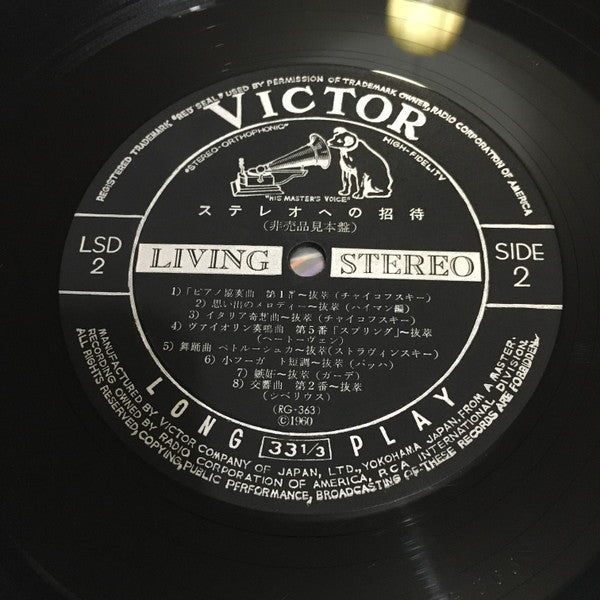 REGISTERED TRADEMARK "RED SEAL" USED BY PERMISSION OF TRADEMARK OWNER, RADIO CORPORATION OF AMERICA
VICTOR
"STEREO-ORTHOPHONIC"
HIGH-FIDELITY
"HIS MASTER'S VOICE"
ステレオへの招待
(非売品見本盤)
LSD
2
SIDE
2
LIVING STEREO
1)「ピアノ協奏曲 第1番~抜萃(チャイコフスキー)
2) 思い出のメロディー~抜萃(ハイマン編)
3) イタリア奇想曲~抜萃(チャイコフスキー)
4) ヴァイオリン奏鳴曲 第5番「スプリング」~抜萃
(ベートーヴェン)
5) 舞踊曲 ペトルーシュカ~抜萃(ストラヴィンスキー)
6) 小フーガ ト短調~抜萃(バッハ)
7) 嫉妬~抜萃(ガーデ)
8) 交響曲 第2番~抜萃
(シベリウス)
(RG-363)
©1960
LONG 33 1/3 PLAY
MANUFACTURED BY VICTOR COMPANY OF JAPAN, LTD., YOKOHAMA JAPAN, FROM A MASTER-
RECORDING OWNED BY RADIO CORPORATION OF AMERICA, R.C.A. INTERNATIONAL DIVISION.
ALL RIGHTS RESERVED, COPYING, PUBLIC PERFORMANCE, BROADCASTING OF THESE RECORDS ARE FORBIDDEN.